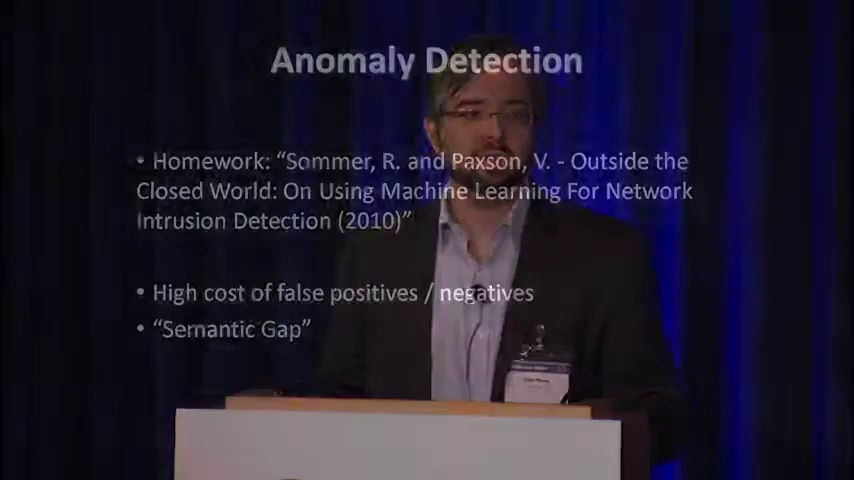 Anomaly Detection
• Homework: “Sommer, R. and Paxson, V. - Outside the
Closed World: On Using Machine Learning For Network
Intrusion Detection (2010)”
• High cost of false positives / negatives
• “Semantic Gap”